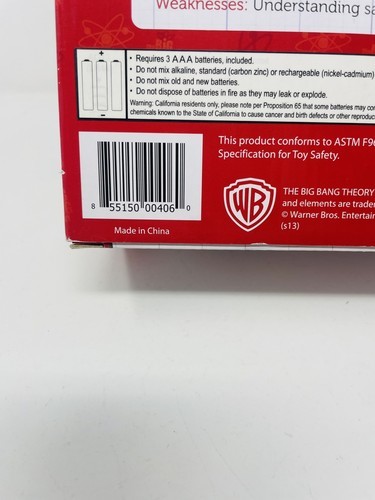 Weaknesses: Understanding
• Requires 3 AAA batteries, included.
• Do not mix alkaline, standard (carbon zinc) or rechargeable (nickel-cadmium)
• Do not mix old and new batteries.
• Do not dispose of batteries in fire as they may leak or explode.
Warning: California residents only, please note per Proposition 65 that some batteries may
chemicals known to the State of California to cause cancer and birth defects or other
This product conforms to ASTM
Specification for Toy Safety.
8 55150 00406 0
Made in China
WB
THE BIG BANG THEORY
and elements are
© Warner Bros.
(s13)